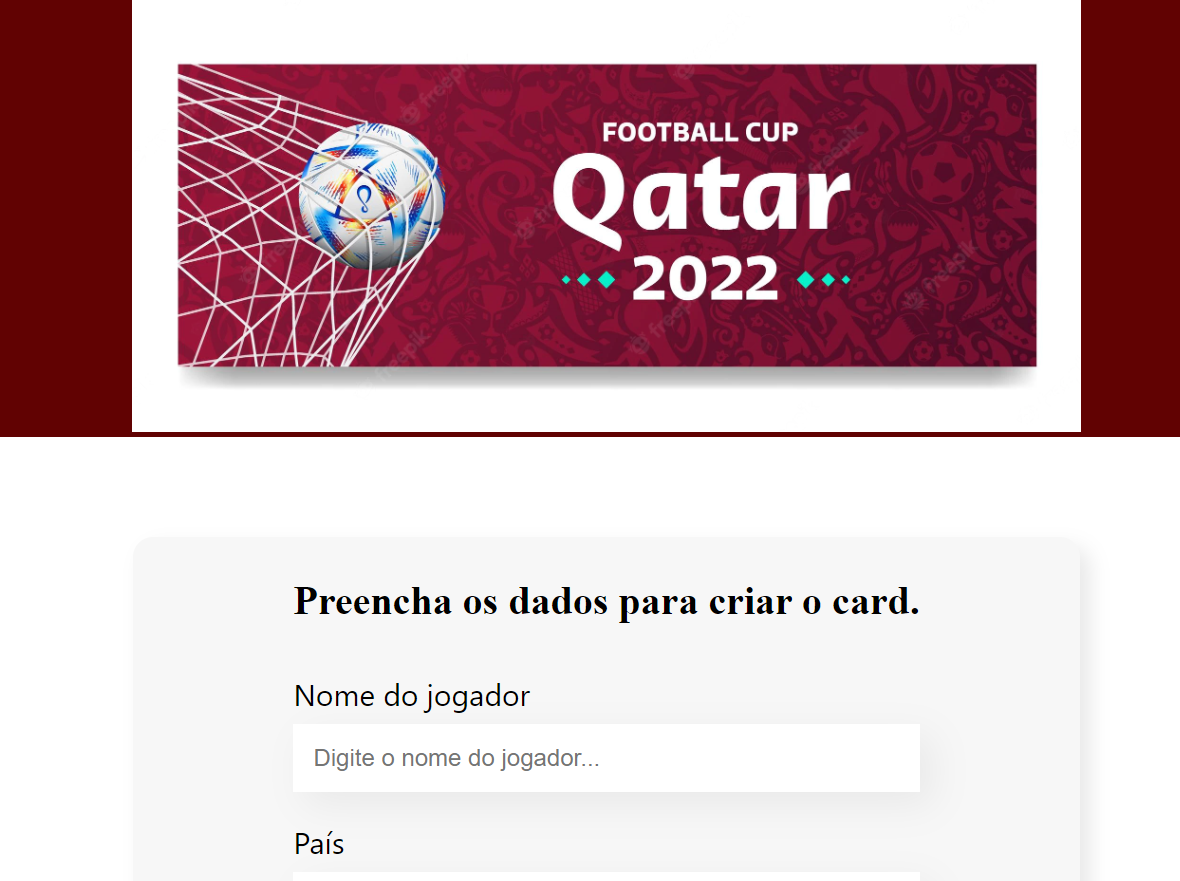 FOOTBALL CUP
Qatar
2022
Preencha os dados para criar o card.
Nome do jogador
Digite o nome do jogador...
País